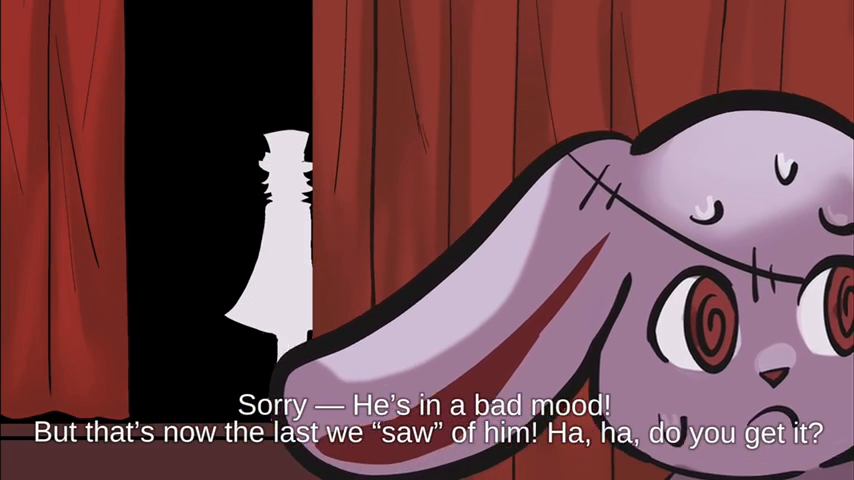 Sorry — He's in a bad mood!
But that's now the last we “saw” of him! Ha, ha, do you get it?